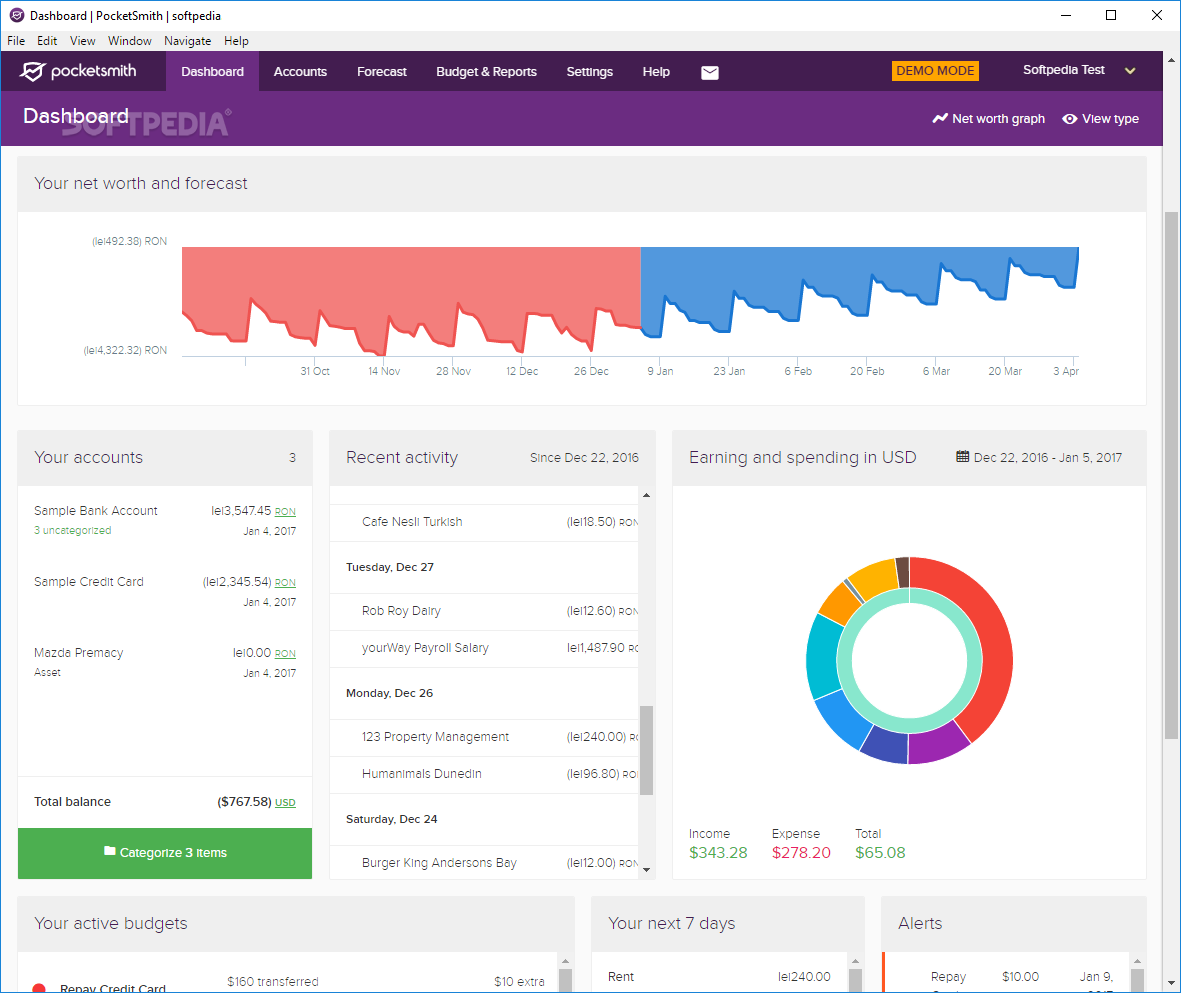 Dashboard | PocketSmith | softpedia
File Edit View Window Navigate Help
pocketsmith Dashboard Accounts Forecast Budget & Reports Settings Help DEMO MODE Softpedia Test
Dashboard SOFTPEDIA® Net worth graph View type
Your net worth and forecast
(lei492.38) RON
(lei4,322.32) RON
31 Oct 14 Nov 28 Nov 12 Dec 26 Dec 9 Jan 23 Jan 6 Feb 20 Feb 6 Mar 20 Mar 3 Apr
Your accounts 3
Sample Bank Account lei3,547.45 RON
3 uncategorized Jan 4, 2017
Sample Credit Card (lei2,345.54) RON
Jan 4, 2017
Mazda Premacy lei0.00 RON
Asset Jan 4, 2017
Total balance ($767.58) USD
Categorize 3 items
Recent activity Since Dec 22, 2016
Cafe Nesli Turkish (lei18.50) RON
Tuesday, Dec 27
Rob Roy Dairy (lei12.60) RON
yourWay Payroll Salary lei1,487.90
Monday, Dec 26
123 Property Management (lei240.00)
Humanimals Dunedin (lei96.80)
Saturday, Dec 24
Burger King Andersons Bay (lei12.00) RON
Earning and spending in USD Dec 22, 2016 - Jan 5, 2017
Income Expense Total
$343.28 $278.20 $65.08
Your active budgets
Repay Credit Card $160 transferred $10 extra
Your next 7 days
Rent lei240.00
Alerts
Repay $10.00 Jan 9,